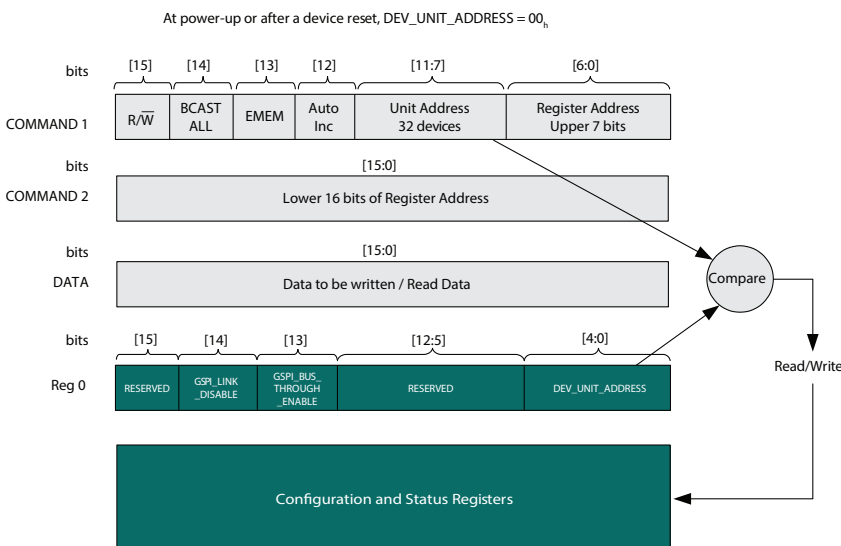 At power-up or after a device reset, DEV_UNIT_ADDRESS = 00h
bits [15] [14] [13] [12] [11:7] [6:0]
COMMAND 1
R/W̅
BCAST
ALL
EMEM
Auto
Inc
Unit Address
32 devices
Register Address
Upper 7 bits
bits [15:0]
COMMAND 2
Lower 16 bits of Register Address
bits [15:0]
DATA
Data to be written / Read Data
Compare
bits [15] [14] [13] [12:5] [4:0]
Reg 0
RESERVED
GSPI_LINK
_DISABLE
GSPI_BUS_
THROUGH
_ENABLE
RESERVED
DEV_UNIT_ADDRESS
Read/Write
Configuration and Status Registers